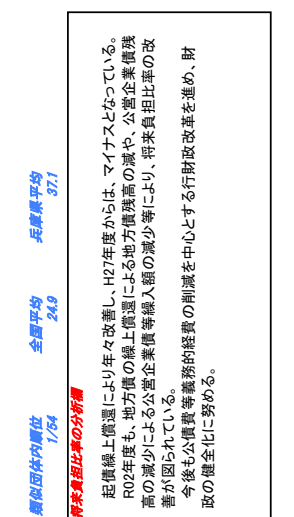 類似団体内順位 全国平均 兵庫県平均
1/54 24.9 37.1
将来負担比率の分析欄
起債繰上償還により年々改善し、H27年度からは、マイナスとなっている。
R02年度も、地方債の繰上償還による地方債残高の減や、公営企業債残
高の減少による公営企業債等繰入額の減少等により、将来負担比率の改
善が図られている。
今後も公債費等義務的経費の削減を中心とする行財政改革を進め、財
政の健全化に努める。